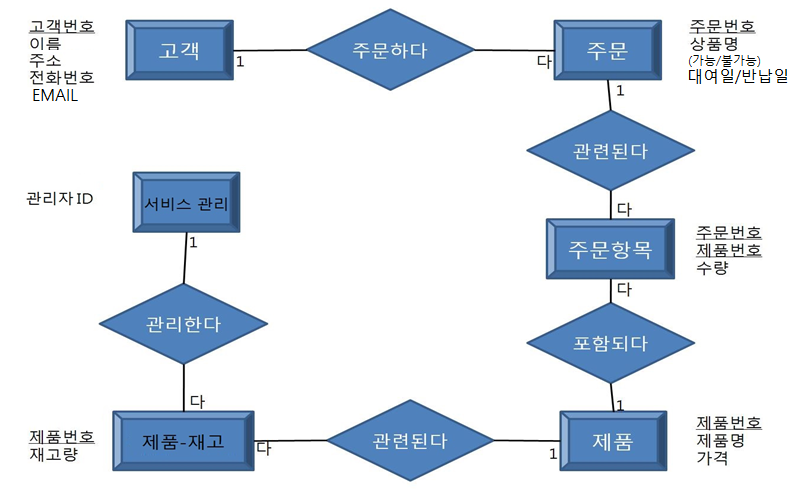 고객번호
이름
주소
전화번호
EMAIL
고객
1
주문하다
다
주문
주문번호
상품명
(가능/불가능)
대여일/반납일
1
관련된다
다
주문항목
주문번호
제품번호
수량
다
포함되다
1
제품
제품번호
제품명
가격
1
관련된다
다
제품-재고
제품번호
재고량
다
관리한다
1
서비스 관리
관리자 ID